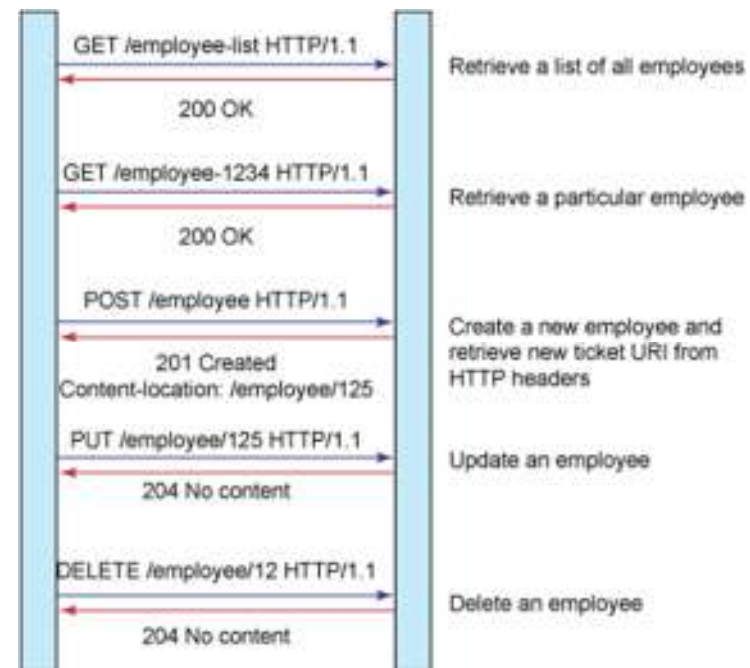 GET /employee-list HTTP/1.1
Retrieve a list of all employees
200 OK
GET /employee-1234 HTTP/1.1
Retrieve a particular employee
200 OK
POST /employee HTTP/1.1
Create a new employee and
retrieve new ticket URI from
HTTP headers
201 Created
Content-location: /employee/125
PUT /employee/125 HTTP/1.1
Update an employee
204 No content
DELETE /employee/12 HTTP/1.1
Delete an employee
204 No content